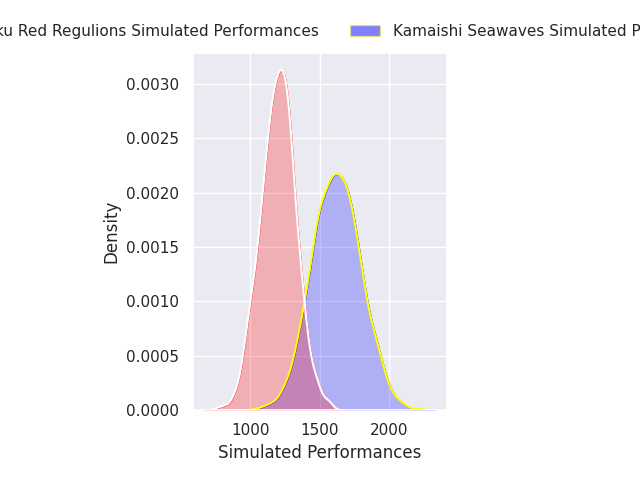 Red Regulions Simulated Performances
Kamaishi Seawaves Simulated
0.0030
0.0025
0.0020
0.0015
0.0010
0.0005
0.0000
Density
1000 1500 2000
Simulated Performances